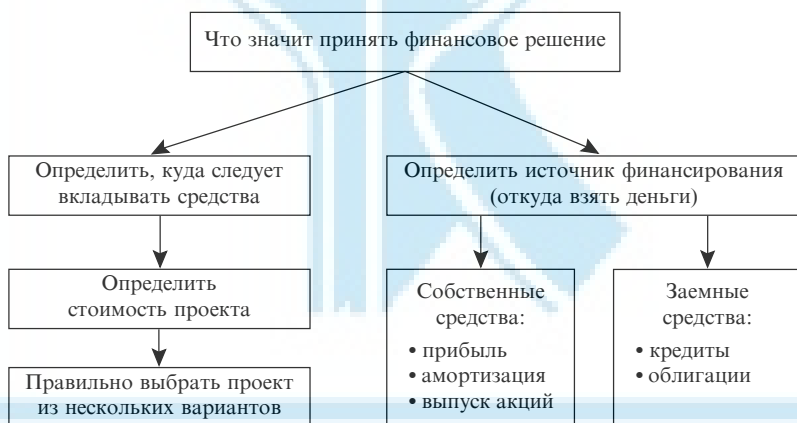 Что значит принять финансовое решение
Определить, куда следует
вкладывать средства
Определить источник финансирования
(откуда взять деньги)
Определить
стоимость проекта
Правильно выбрать проект
из нескольких вариантов
Собственные
средства:
• прибыль
• амортизация
• выпуск акций
Заемные
средства:
• кредиты
• облигации